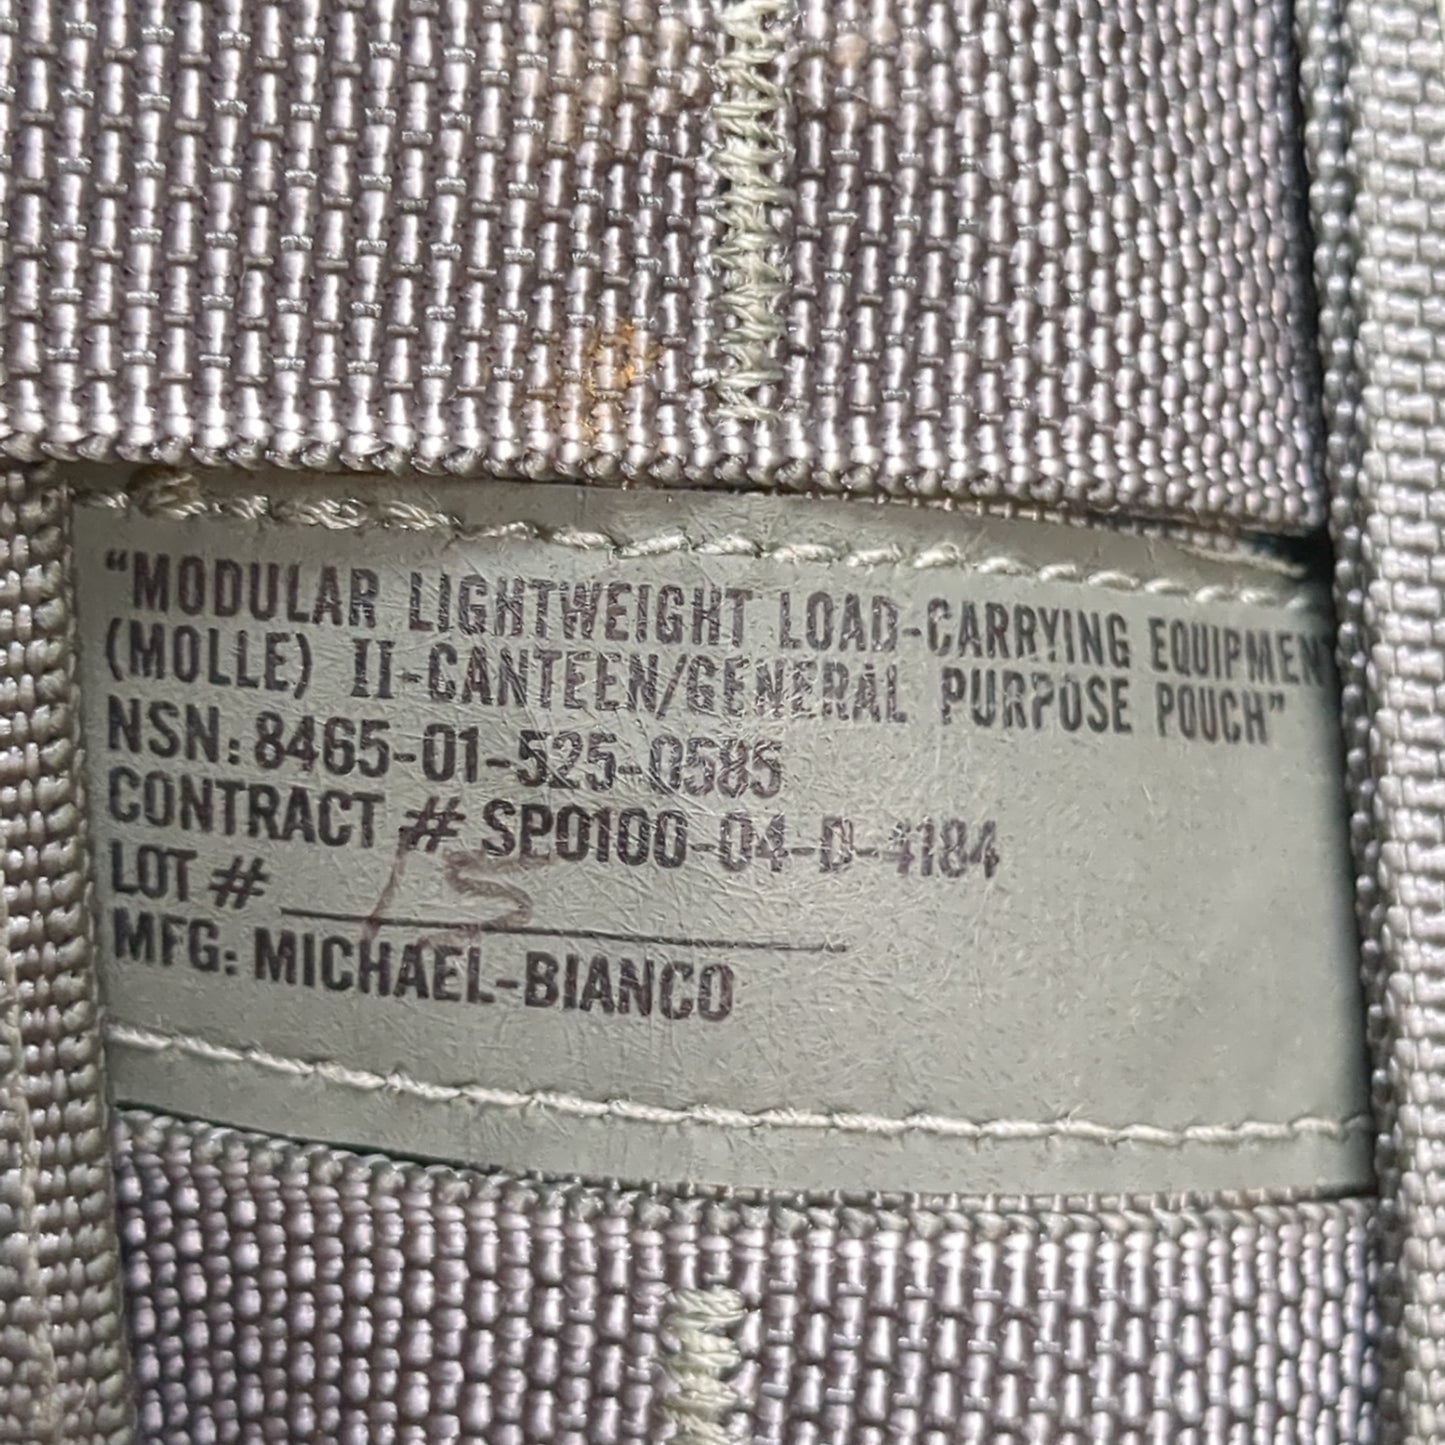 “MODULAR LIGHTWEIGHT LOAD-CARRYING EQUIPMEN
(MOLLE) II-CANTEEN/GENERAL PURPOSE POUCH”
NSN: 8465-01-525-0585
CONTRACT # SP0100-04-D-4184
LOT # 15
MFG: MICHAEL-BIANCO